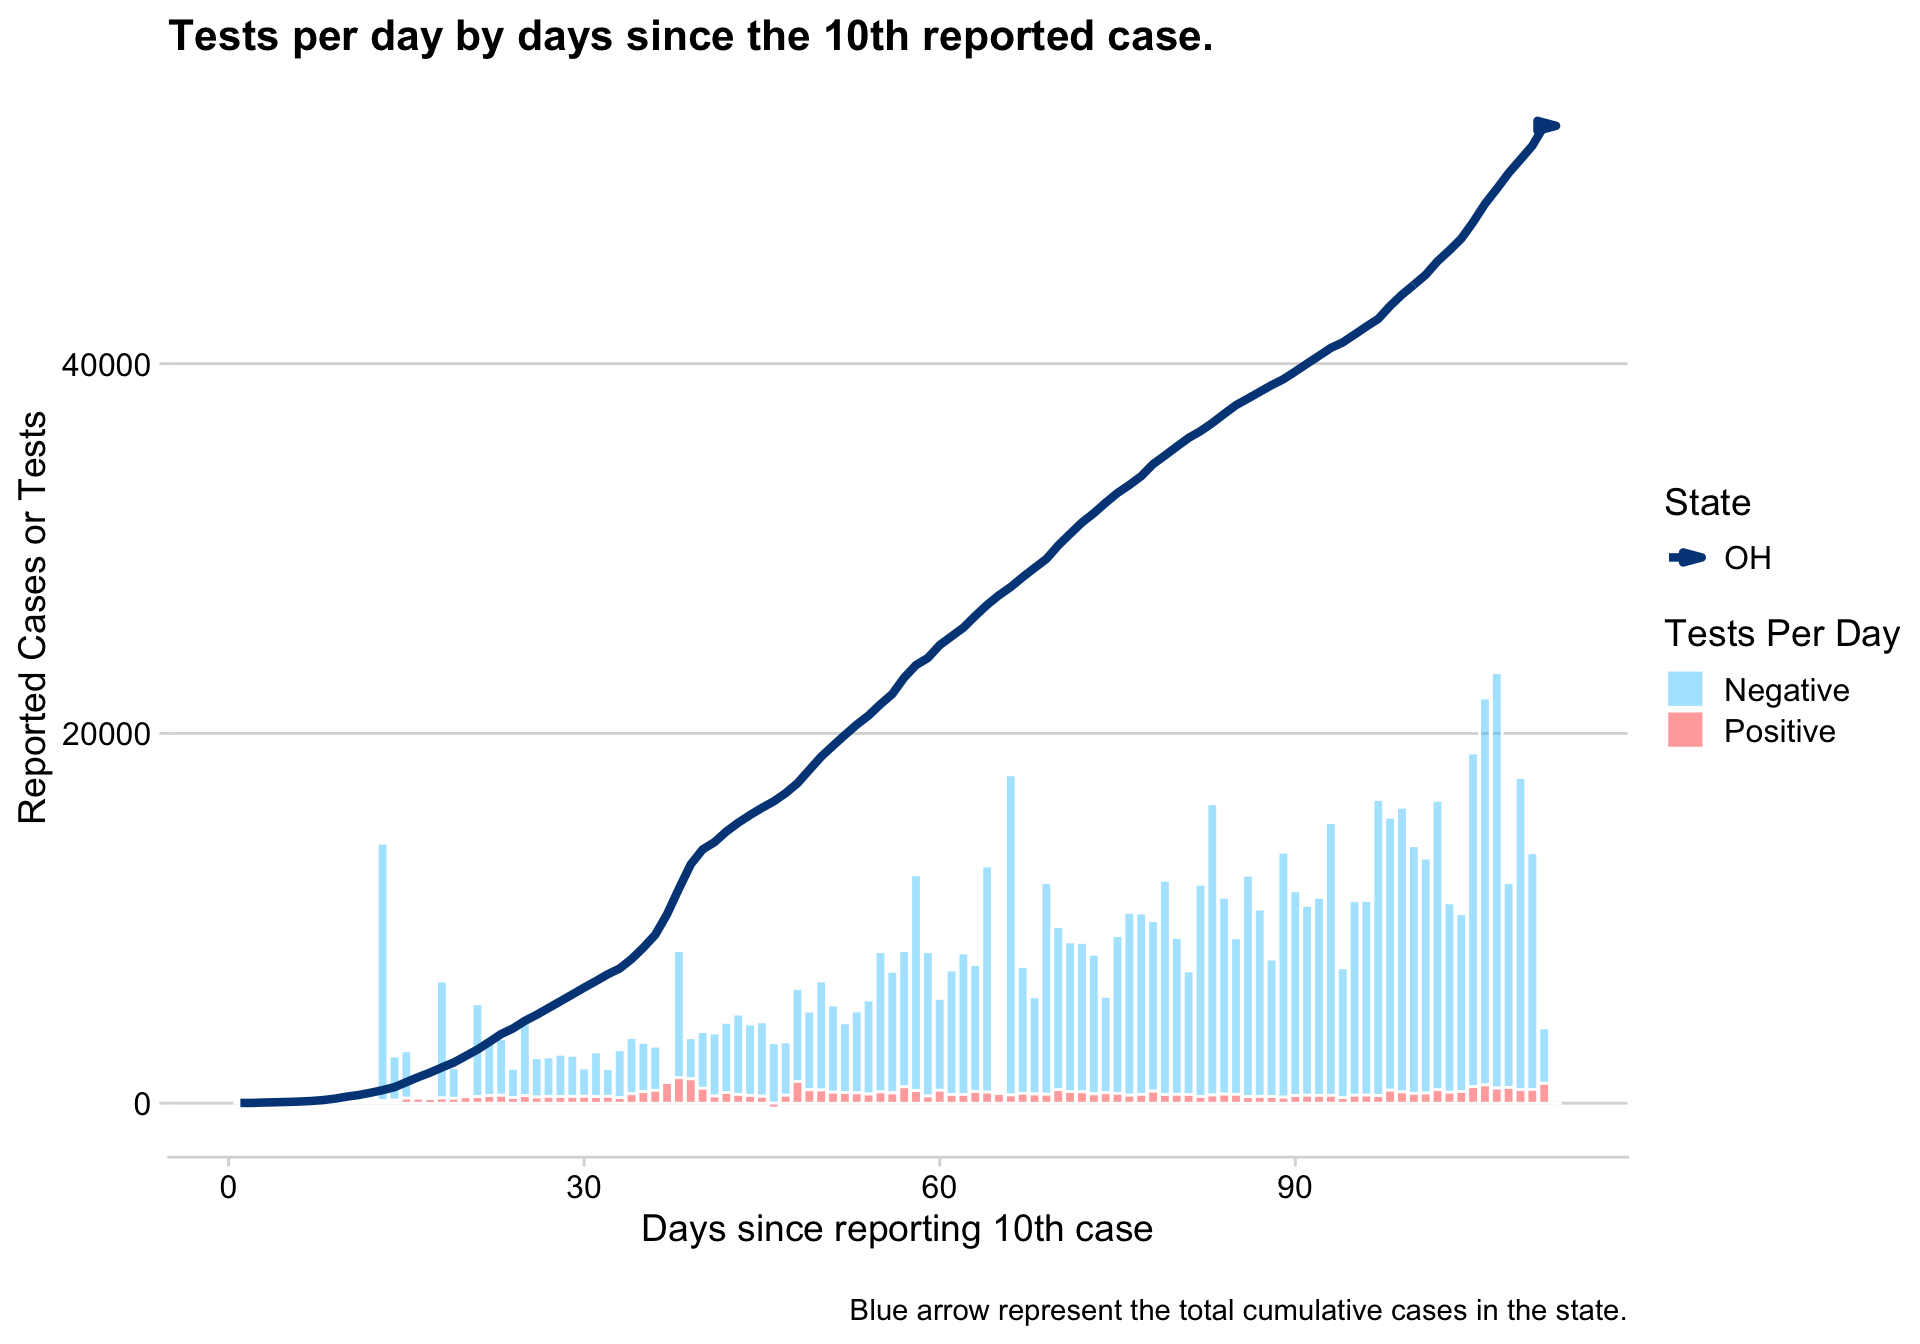 Tests per day by days since the 10th reported case.
Reported Cases or Tests
40000
20000
0
0 30 60 90
Days since reporting 10th case
State
OH
Tests Per Day
Negative
Positive
Blue arrow represent the total cumulative cases in the state.